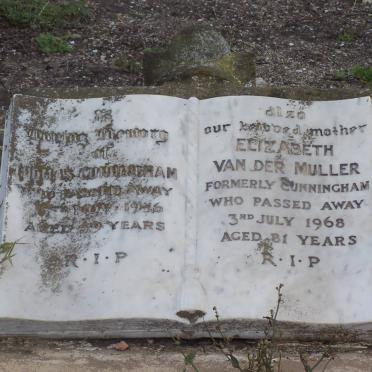 In
Loving Memory
of
CUNNINGHAM
WHO PASSED AWAY
AGED YEARS
R.I.P
also
our beloved mother
ELIZABETH
VAN DER MULLER
FORMERLY CUNNINGHAM
WHO PASSED AWAY
3RD JULY 1968
AGED 81 YEARS
R.I.P